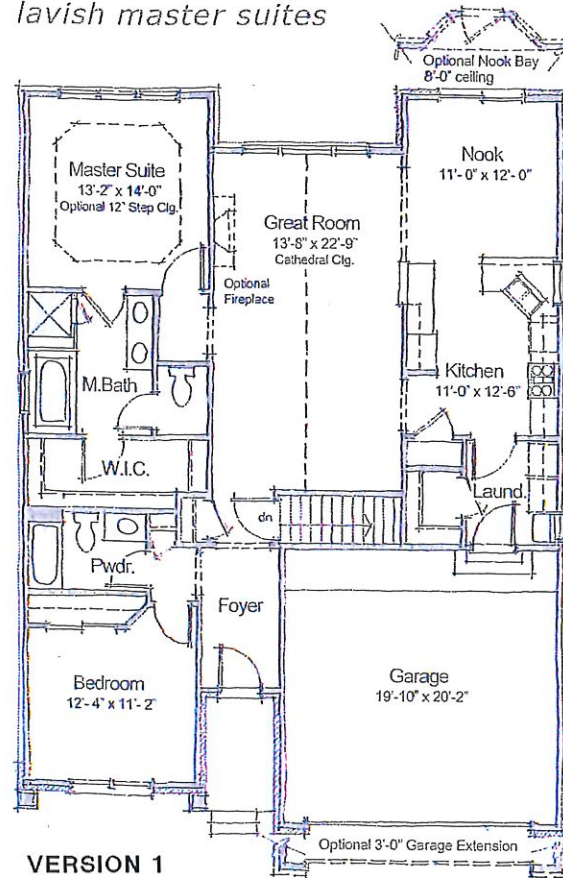 lavish master suites
Optional Nook Bay
8'-0" ceiling
Master Suite
13'-2" x 14'-0"
Optional 12" Step Clg.
Nook
11'-0" x 12'-0"
Great Room
13'-8" x 22'-9"
Cathedral Clg.
Optional
Fireplace
M.Bath
Kitchen
11'-0" x 12'-6"
W.I.C.
Laund.
dn
Pwdr.
Foyer
Bedroom
12'-4" x 11'-2"
Garage
19'-10" x 20'-2"
Optional 3'-0" Garage Extension
VERSION 1